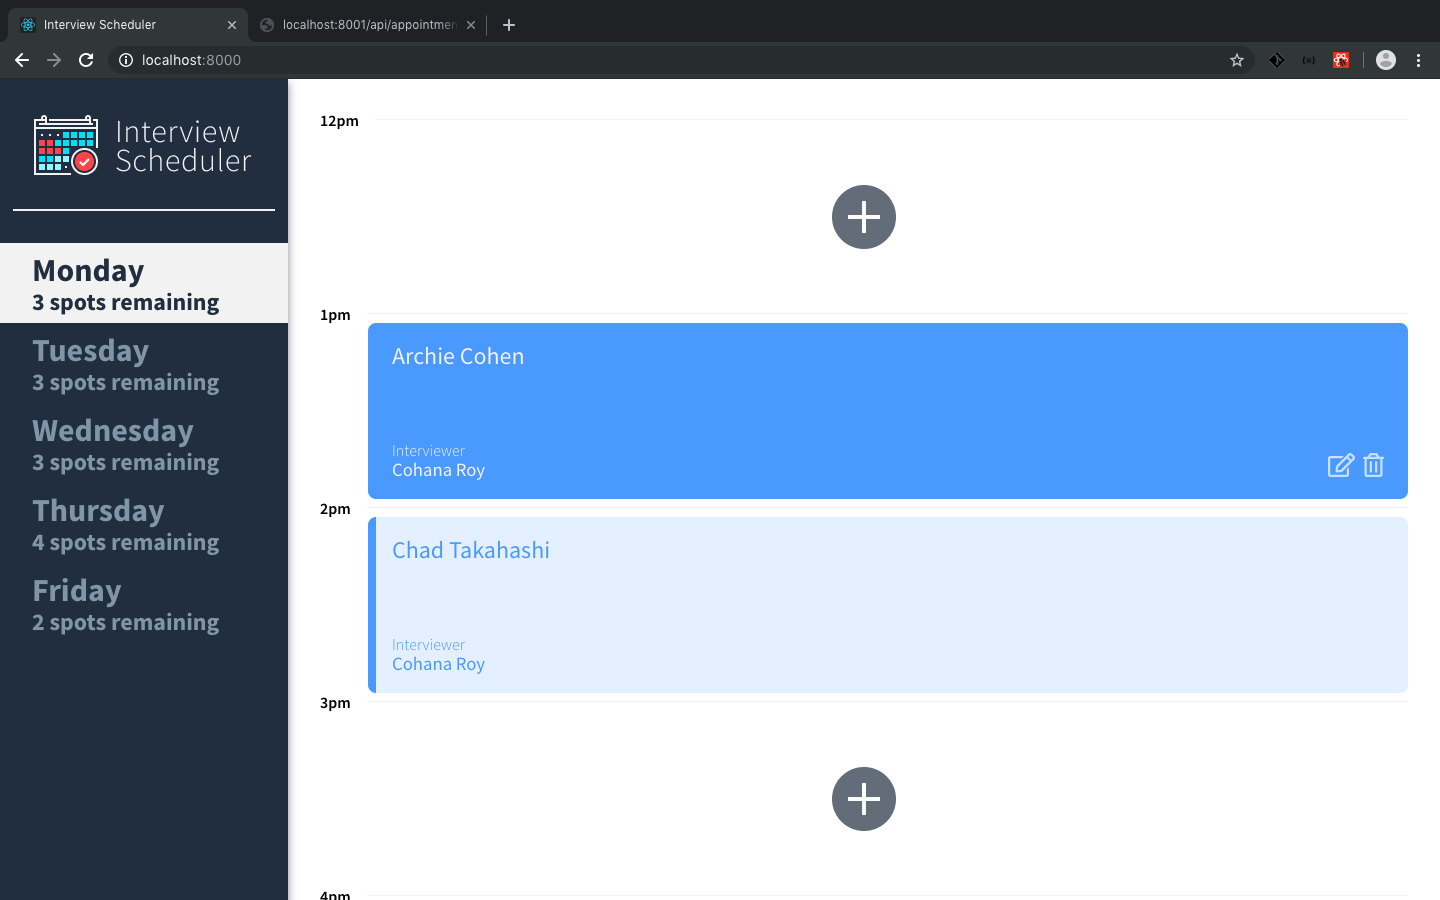 Interview Scheduler
localhost:8001/api/appointmen
localhost:8000
Interview
Scheduler
Monday
3 spots remaining
Tuesday
3 spots remaining
Wednesday
3 spots remaining
Thursday
4 spots remaining
Friday
2 spots remaining
12pm
1pm
Archie Cohen
Interviewer
Cohana Roy
2pm
Chad Takahashi
Interviewer
Cohana Roy
3pm
4pm